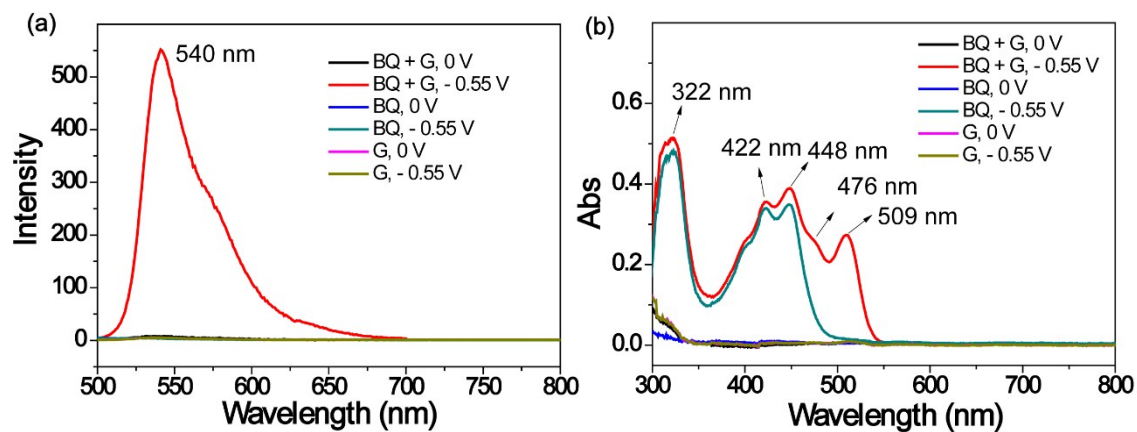 (a)
540 nm
BQ + G, 0 V
BQ + G, - 0.55 V
BQ, 0 V
BQ, - 0.55 V
G, 0 V
G, - 0.55 V
500
400
300
200
100
0
Intensity
500 550 600 650 700 750 800
Wavelength (nm)
(b)
BQ + G, 0 V
BQ + G, - 0.55 V
BQ, 0 V
BQ, - 0.55 V
G, 0 V
G, - 0.55 V
322 nm
422 nm
448 nm
476 nm
509 nm
0.6
0.4
0.2
0.0
Abs
300 400 500 600 700 800
Wavelength (nm)